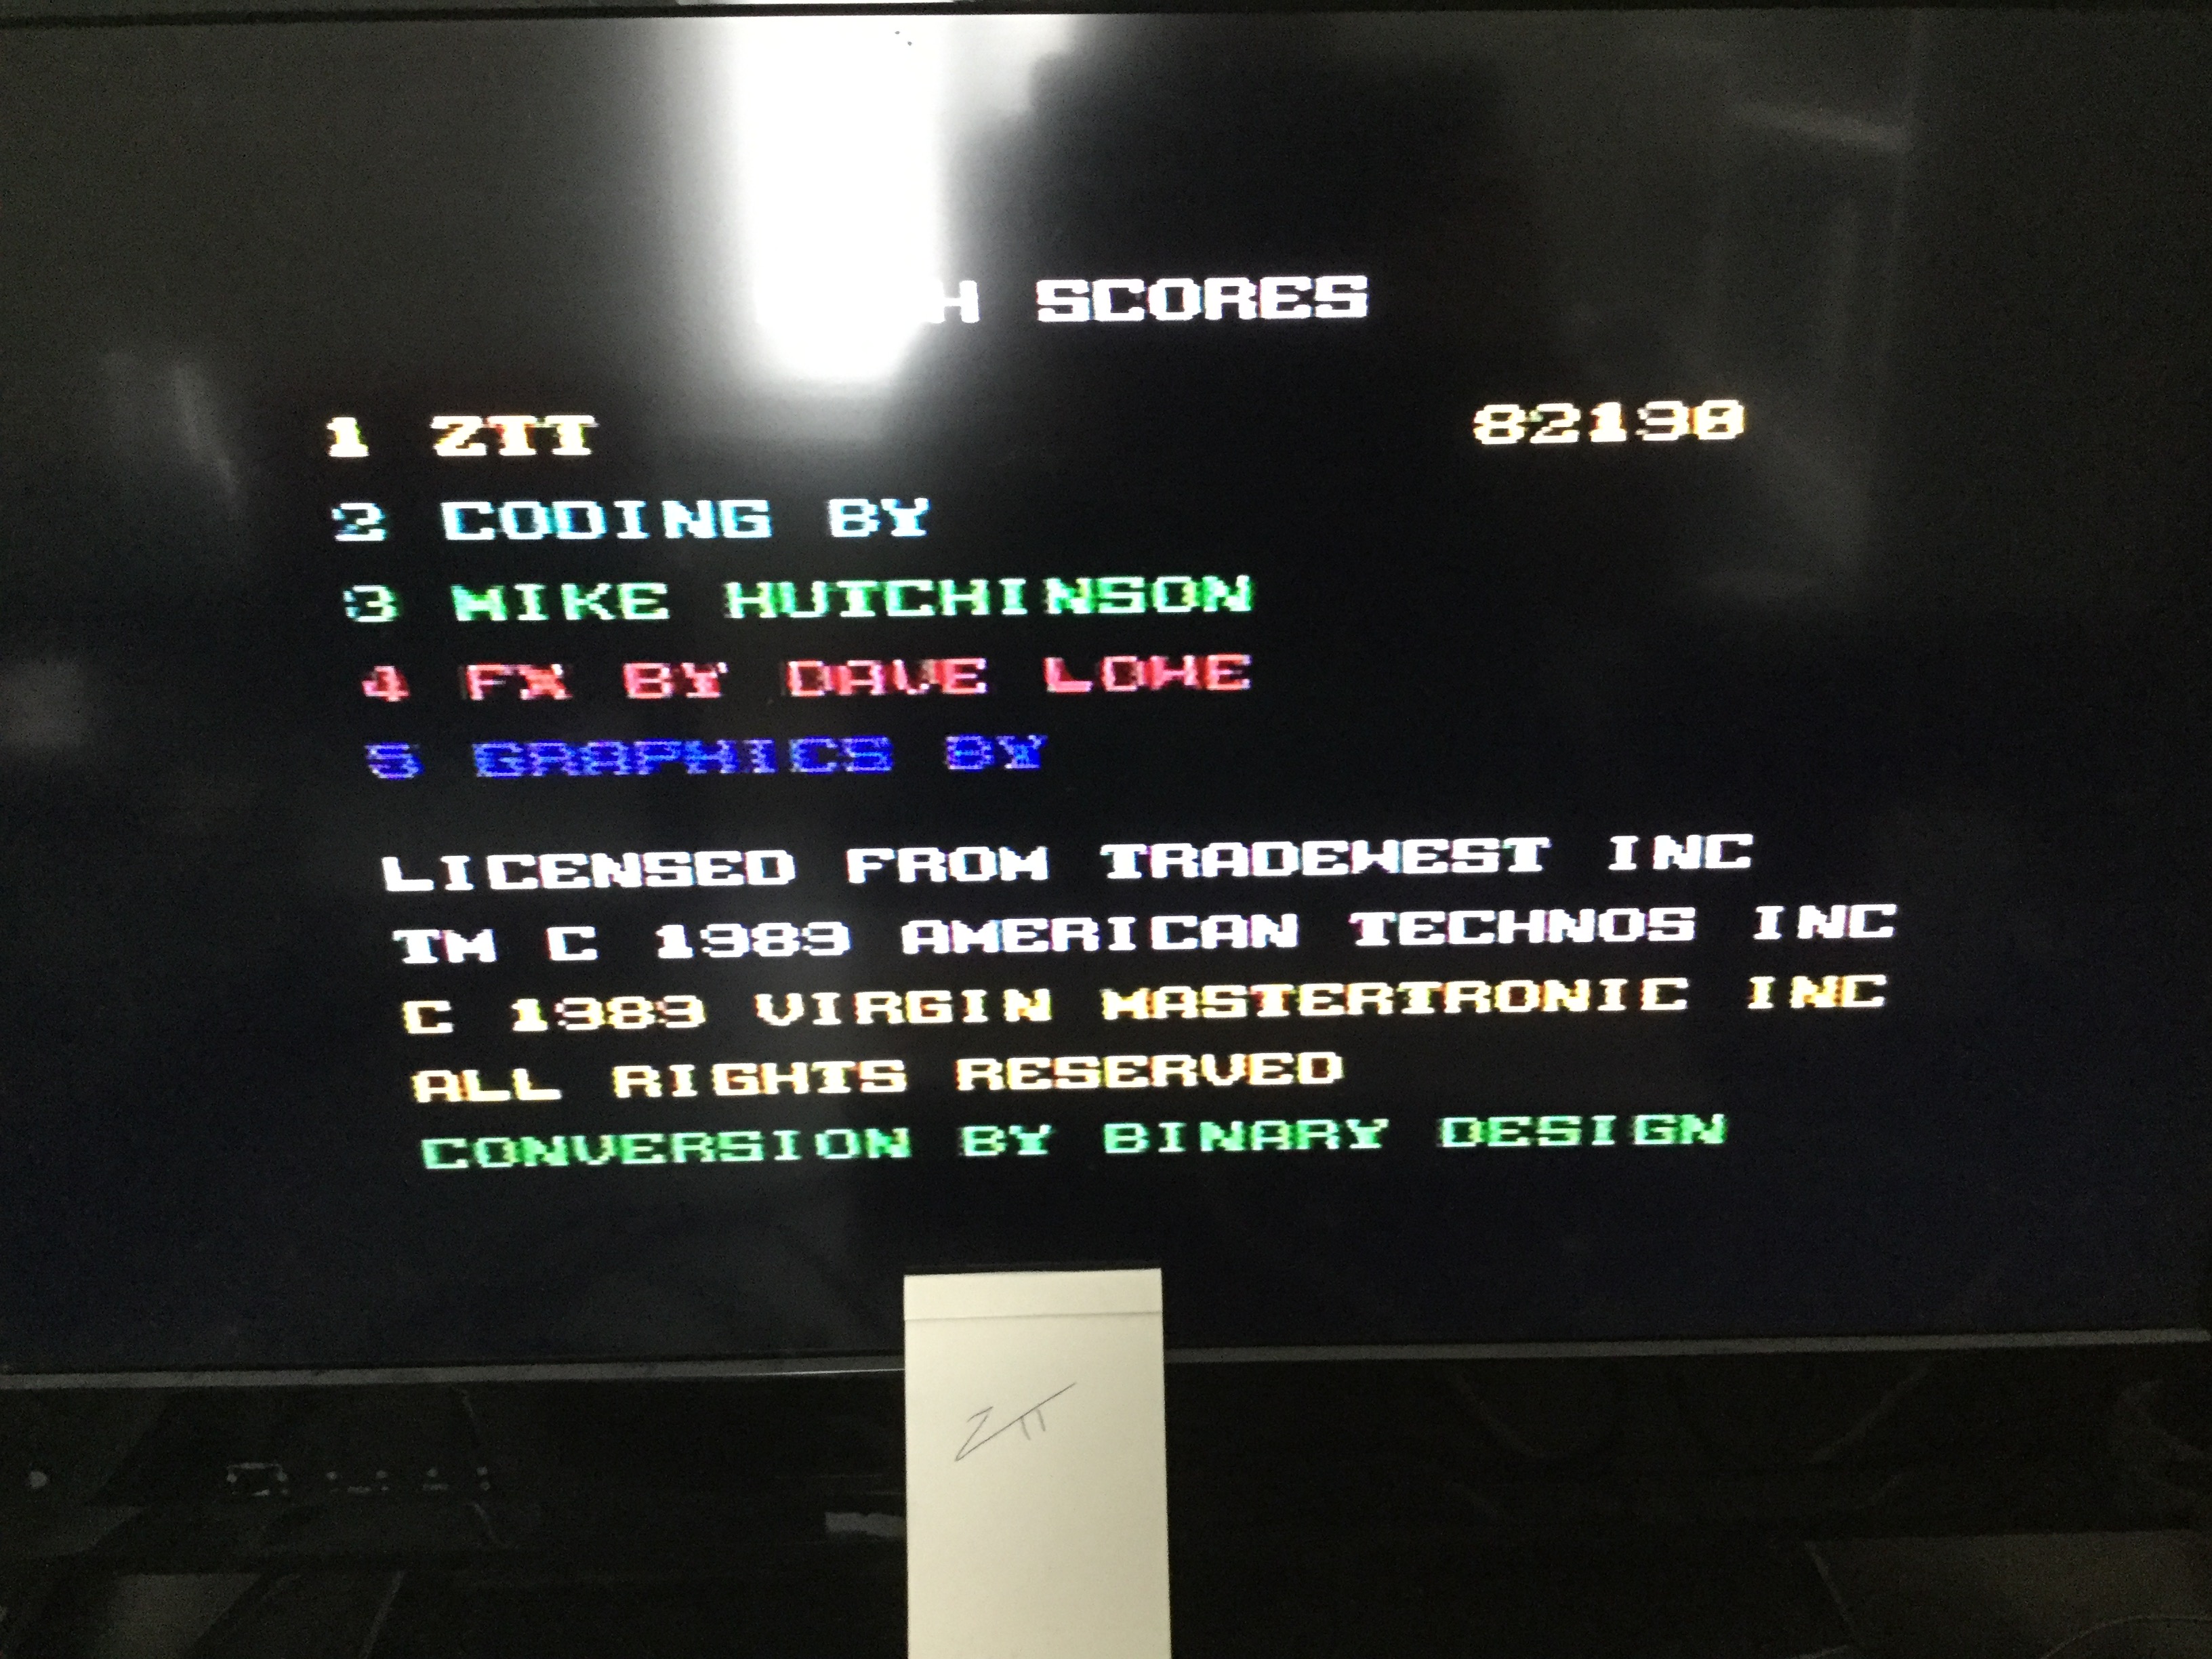 H SCORES
1 ZTT 82190
2 CODING BY
3 MIKE HUTCHINSON
4 FX BY DAVE LOWE
5 GRAPHICS BY
LICENSED FROM TRADEWEST INC
TM C 1989 AMERICAN TECHNOS INC
C 1989 VIRGIN MASTERTRONIC INC
ALL RIGHTS RESERVED
CONVERSION BY BINARY DESIGN
ZTT